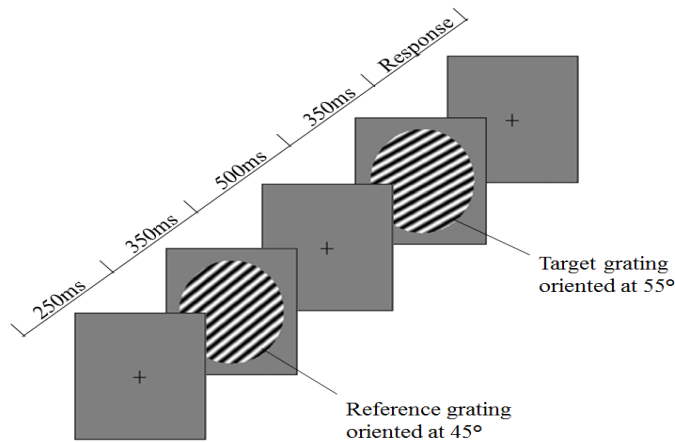 250ms
350ms
500ms
350ms
Response
Target grating
oriented at 55°
Reference grating
oriented at 45°